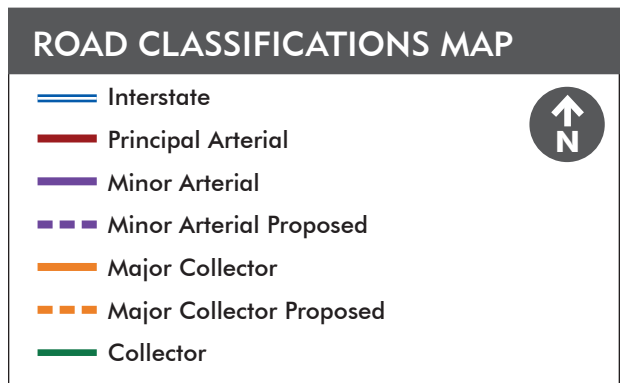 ROAD CLASSIFICATIONS MAP
Interstate
Principal Arterial
N
Minor Arterial
Minor Arterial Proposed
Major Collector
Major Collector Proposed
Collector